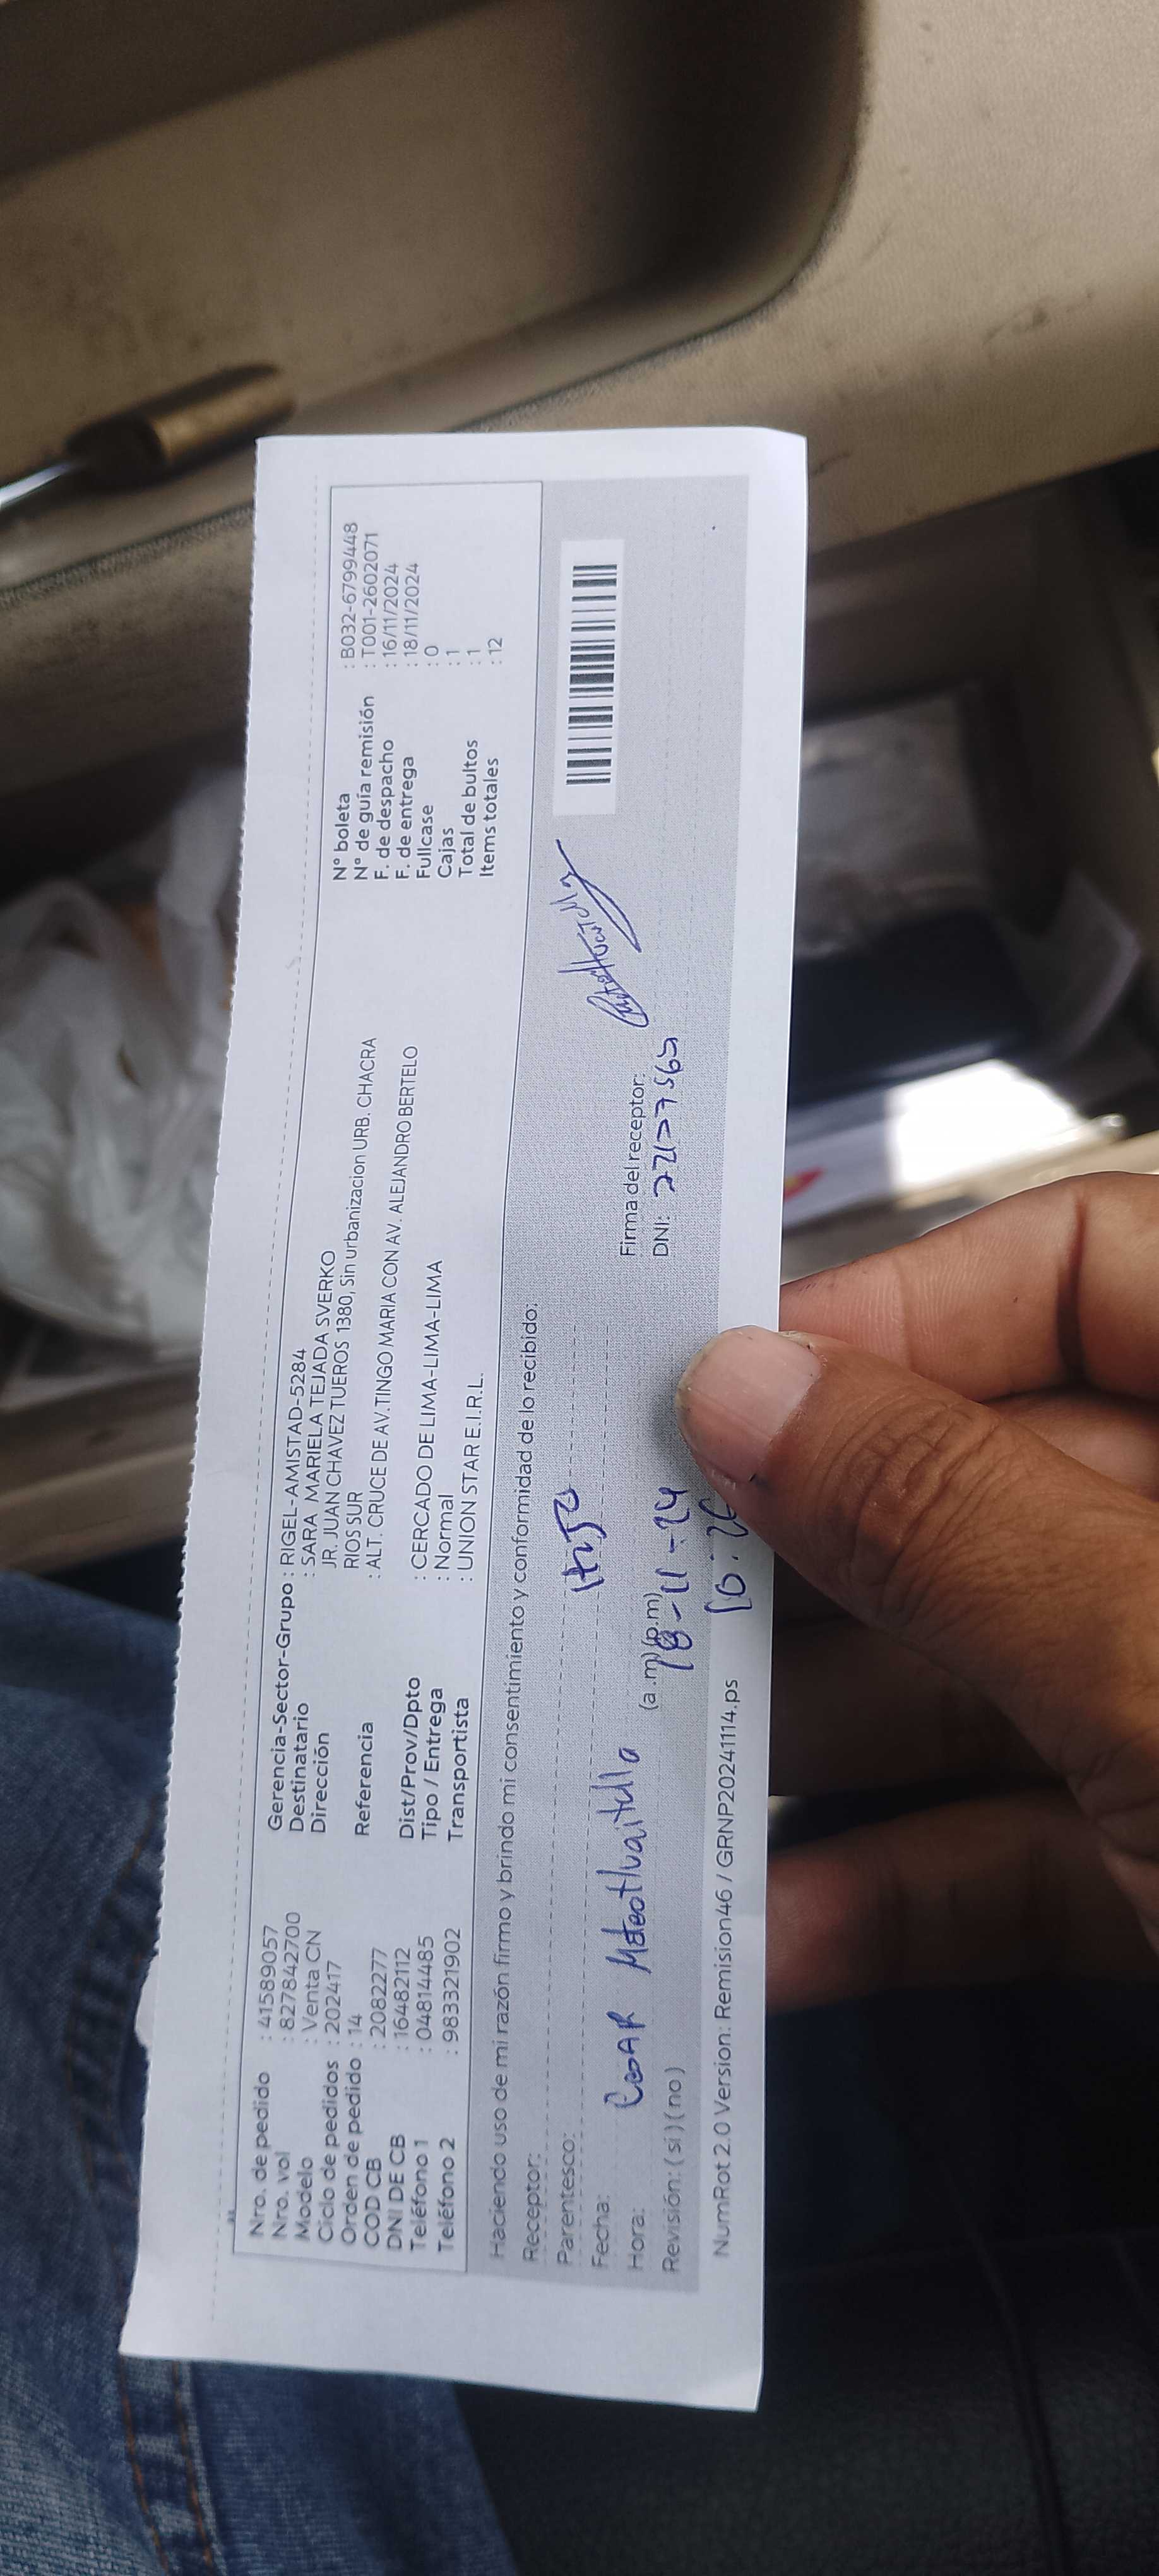 Nro. de pedido : 41589057
Nro. vol : 827842700
Modelo : Venta CN
Ciclo de pedidos : 202417
Orden de pedido : 14
COD CB : 2082277
DNI DE CB : 16482112
Teléfono 1 : 04814485
Teléfono 2 : 983321902
Gerencia-Sector-Grupo : RIGEL-AMISTAD-5284
Destinatario : SARA MARIELA TEJADA SVERKO
Dirección JR. JUAN CHAVEZ TUEROS 1380, Sin urbanizacion URB. CHACRA
RIOS SUR
Referencia : ALT. CRUCE DE AV.TINGO MARIA CON AV. ALEJANDRO BERTELO
Dist/Prov/Dpto : CERCADO DE LIMA-LIMA-LIMA
Tipo / Entrega : Normal
Transportista : UNION STAR E.I.R.L.
N° boleta : B032-6799448
N° de guía remisión : T001-2602071
F. de despacho : 16/11/2024
F. de entrega : 18/11/2024
Fullcase : 0
Cajas : 1
Total de bultos : 1
Items totales : 12
Haciendo uso de mi razón firmo y brindo mi consentimiento y conformidad de lo recibido:
Receptor:
Parentesco: HIJO
Fecha: CESAR
Hora: (a.m) (p.m)
18-11-24
Revisión: ( si ) ( no )
Firma del receptor:
DNI:
NumRot 2.0 Version: Remision46 / GRNP20241114.ps